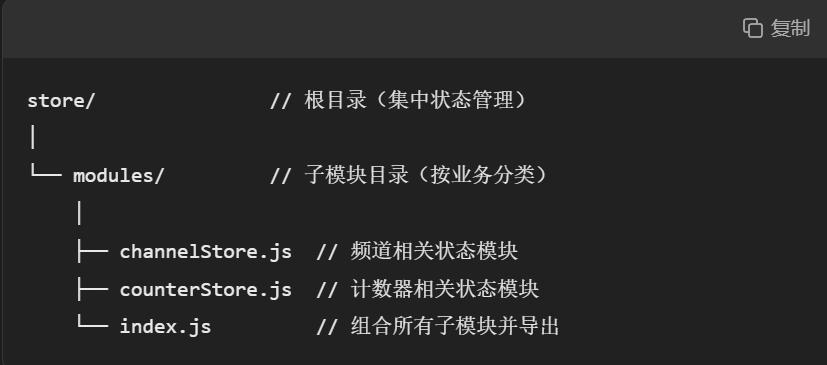 复制
store/                    // 根目录（集中状态管理）
│
└── modules/         // 子模块目录（按业务分类）
    │
    ├── channelStore.js  // 频道相关状态模块
    ├── counterStore.js  // 计数器相关状态模块
    └── index.js         // 组合所有子模块并导出